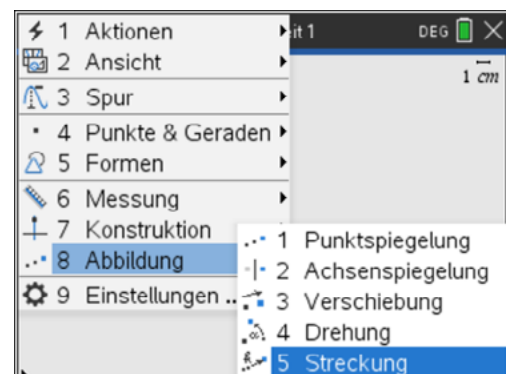 1 Aktionen
it 1 DEG
2 Ansicht
1 cm
3 Spur
4 Punkte & Geraden
5 Formen
6 Messung
7 Konstruktion
8 Abbildung
9 Einstellungen ..
1 Punktspiegelung
2 Achsenspiegelung
3 Verschiebung
4 Drehung
5 Streckung